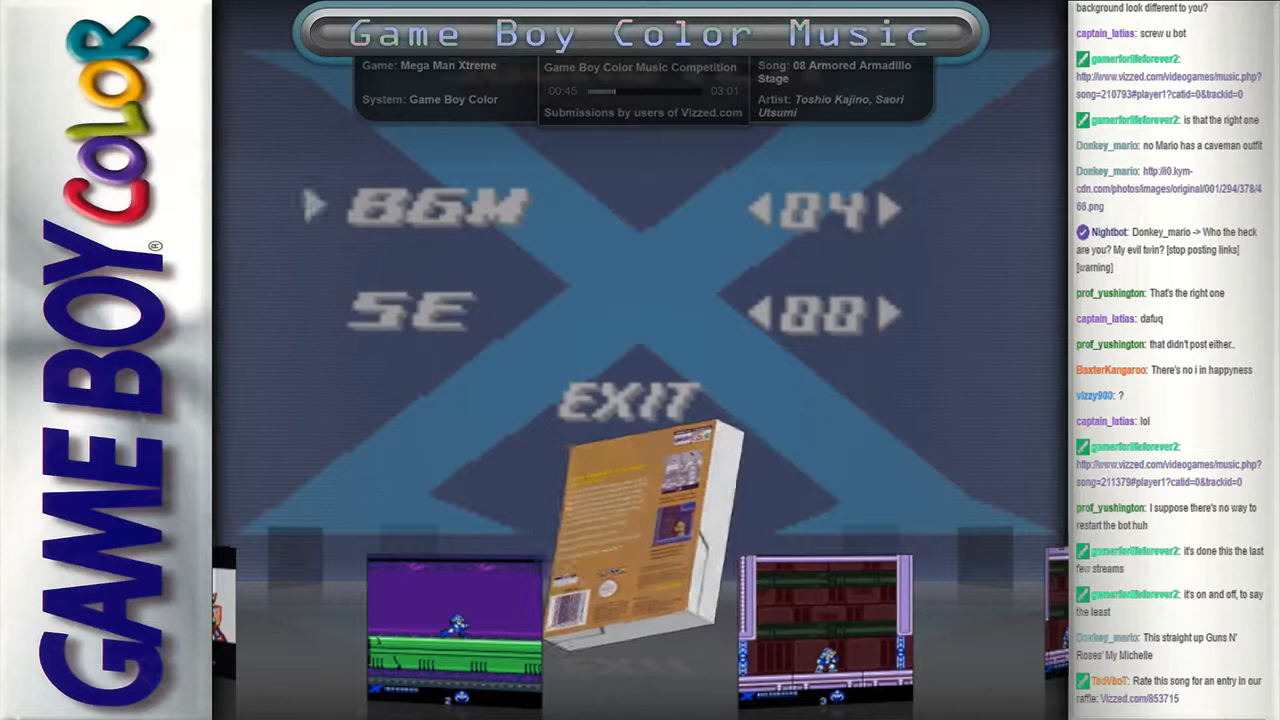 GAME BOY COLOR ®
Game Boy Color Music
Game: Mega Man Xtreme
System: Game Boy Color
Game Boy Color Music Competition
00:45 03:01
Submissions by users of Vizzed.com
Song: 08 Armored Armadillo
Stage
Artist: Toshio Kajino, Saori
Utsumi
BGM 04
SE 00
EXIT
2
3
background look different to you?
captain_latias: screw u bot
gamerforlifeforever2:
http://www.vizzed.com/videogames/music.php?
song=210793#player1?catid=0&trackid=0
gamerforlifeforever2: is that the right one
Donkey_mario: no Mario has a caveman outfit
Donkey_mario: http://i0.kym-
cdn.com/photos/images/original/001/294/378/4
66.png
Nightbot: Donkey_mario -> Who the heck
are you? My evil twin? [stop posting links]
[warning]
prof_yushington: That's the right one
captain_latias: dafuq
prof_yushington: that didn't post either..
BaxterKangaroo: There's no i in happyness
vizzy900: ?
captain_latias: lol
gamerforlifeforever2:
http://www.vizzed.com/videogames/music.php?
song=211379#player1?catid=0&trackid=0
prof_yushington: I suppose there's no way to
restart the bot huh
gamerforlifeforever2: it's done this the last
few streams
gamerforlifeforever2: it's on and off, to say
the least
Donkey_mario: This straight up Guns N'
Roses' My Michelle
TedVacT: Rate this song for an entry in our
raffle: Vizzed.com/853715